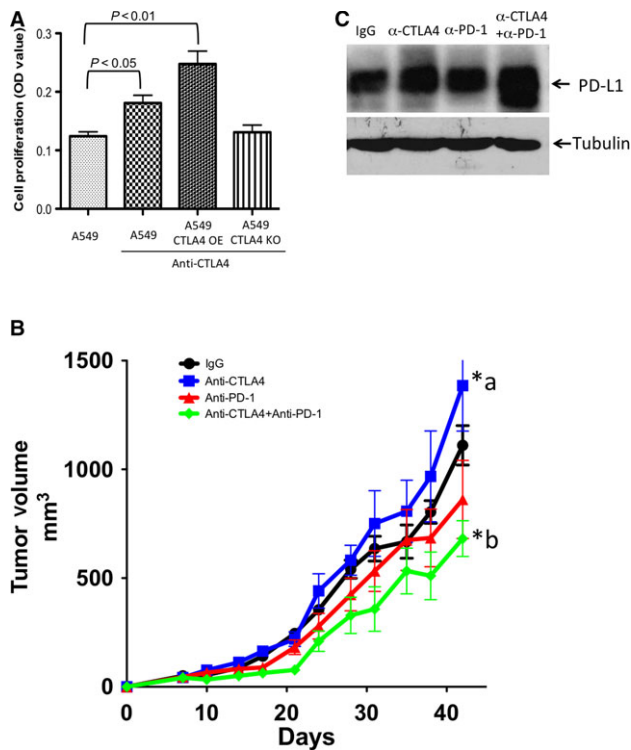 A
Cell proliferation (OD value)
0.3
0.2
0.1
0.0
P < 0.01
P < 0.05
A549
A549
A549
CTLA4 OE
A549
CTLA4 KO
Anti-CTLA4
C
IgG
α-CTLA4
α-PD-1
α-CTLA4
+α-PD-1
PD-L1
Tubulin
B
Tumor volume
mm³
1500
1000
500
0
IgG
Anti-CTLA4
Anti-PD-1
Anti-CTLA4+Anti-PD-1
*a
*b
0
10
20
30
40
Days